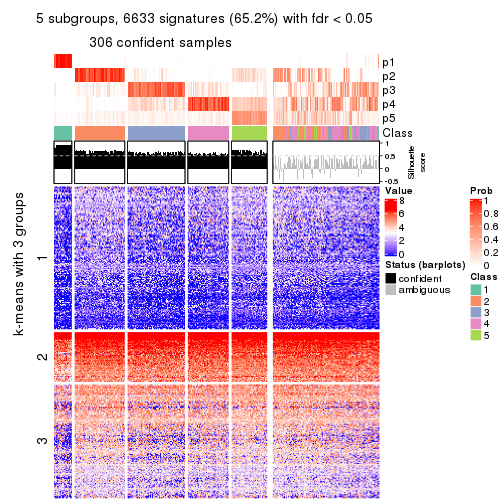 5 subgroups, 6633 signatures (65.2%) with fdr < 0.05
306 confident samples
p1
p2
p3
p4
p5
Class
1
0.5
0
-0.5
Silhouette
score
k-means with 3 groups
1
2
3
Value
8
6
4
2
0
Status (barplots)
confident
ambiguous
Prob
1
0.8
0.6
0.4
0.2
0
Class
1
2
3
4
5